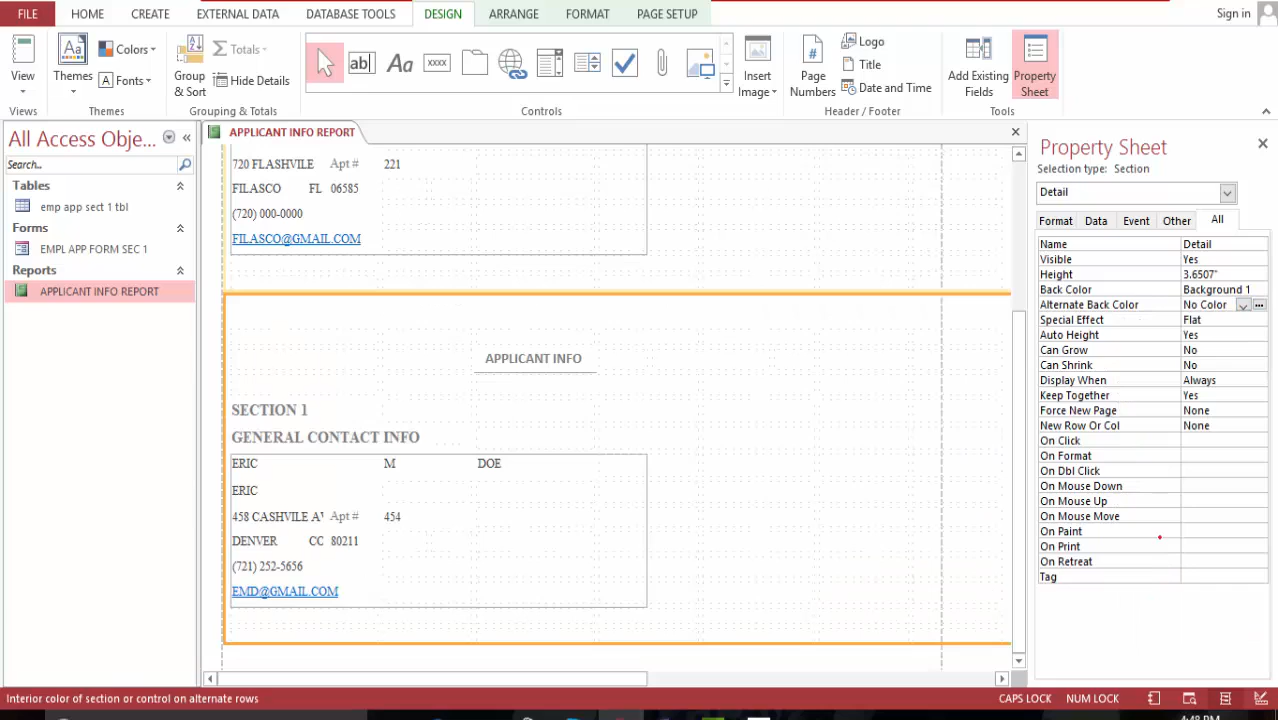 FILE HOME CREATE EXTERNAL DATA DATABASE TOOLS DESIGN ARRANGE FORMAT PAGE SETUP Sign in
View
Views
Themes
Colors
Fonts
Themes
Group & Sort
Totals
Hide Details
Grouping & Totals
ab|
Aa
xxxx
Controls
Insert Image
Page Numbers
Logo
Title
Date and Time
Header / Footer
Add Existing Fields
Property Sheet
Tools
All Access Obje...
Search...
Tables
emp app sect 1 tbl
Forms
EMPL APP FORM SEC 1
Reports
APPLICANT INFO REPORT
APPLICANT INFO REPORT
720 FLASHVILE Apt # 221
FILASCO FL 06585
(720) 000-0000
FILASCO@GMAIL.COM
APPLICANT INFO
SECTION 1
GENERAL CONTACT INFO
ERIC M DOE
ERIC
458 CASHVILE Apt # 454
DENVER CC 80211
(721) 252-5656
EMD@GMAIL.COM
Property Sheet
Selection type: Section
Detail
Format Data Event Other All
Name Detail
Visible Yes
Height 3.6507"
Back Color Background 1
Alternate Back Color No Color
Special Effect Flat
Auto Height Yes
Can Grow No
Can Shrink No
Display When Always
Keep Together Yes
Force New Page None
New Row Or Col None
On Click
On Format
On Dbl Click
On Mouse Down
On Mouse Up
On Mouse Move
On Paint
On Print
On Retreat
Tag
Interior color of section or control on alternate rows CAPS LOCK NUM LOCK
4:48 PM